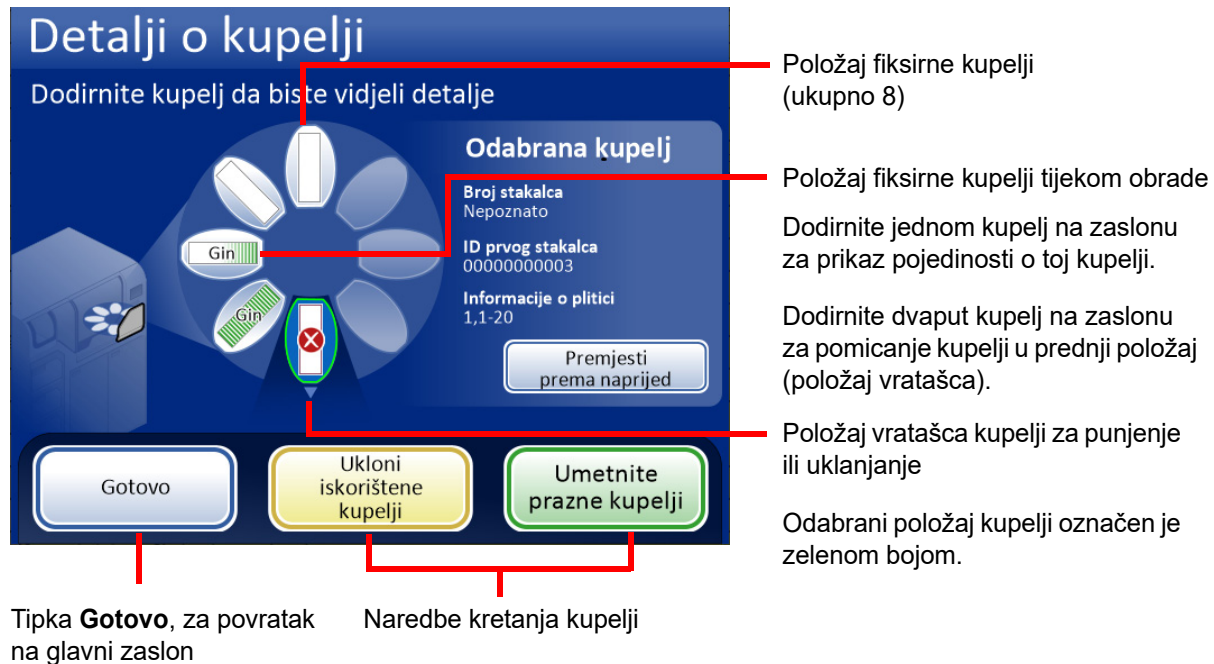 Detalji o kupelji
Dodirnite kupelj da biste vidjeli detalje
Gin
Gin
Odabrana kupelj
Broj stakalca
Nepoznato
ID prvog stakalca
00000000003
Informacije o plitici
1,1-20
Premjesti
prema naprijed
Gotovo
Ukloni
iskorištene
kupelji
Umetnite
prazne kupelji
Položaj fiksirne kupelji
(ukupno 8)
Položaj fiksirne kupelji tijekom obrade
Dodirnite jednom kupelj na zaslonu
za prikaz pojedinosti o toj kupelji.
Dodirnite dvaput kupelj na zaslonu
za pomicanje kupelji u prednji položaj
(položaj vratašca).
Položaj vratašca kupelji za punjenje
ili uklanjanje
Odabrani položaj kupelji označen je
zelenom bojom.
Tipka Gotovo, za povratak
na glavni zaslon
Naredbe kretanja kupelji